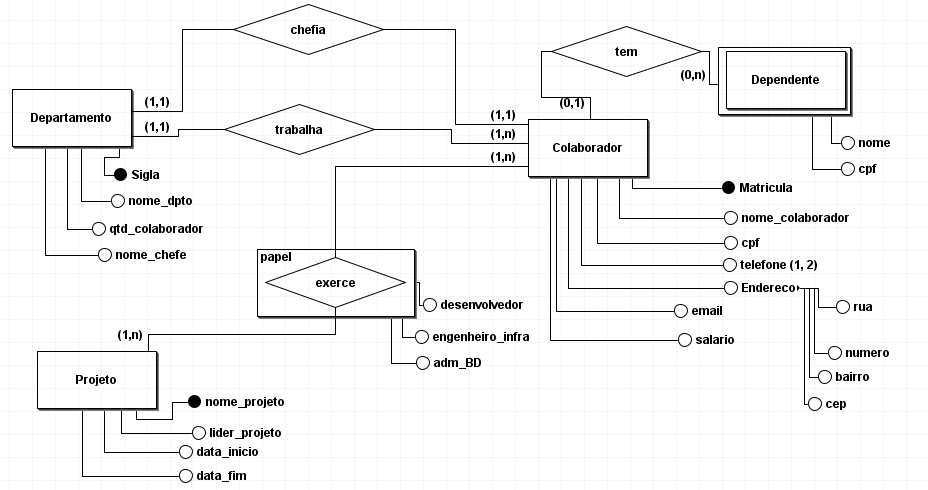 chefia
tem
(0,n)
Dependente
(0,1)
(1,1)
Departamento
(1,1)
(1,1)
trabalha
(1,n)
Colaborador
nome
(1,n)
cpf
Sigla
Matricula
nome_dpto
nome_colaborador
qtd_colaborador
cpf
nome_chefe
papel
telefone (1, 2)
exerce
Endereco
desenvolvedor
rua
email
(1,n)
engenheiro_infra
salario
numero
adm_BD
bairro
Projeto
nome_projeto
cep
lider_projeto
data_inicio
data_fim